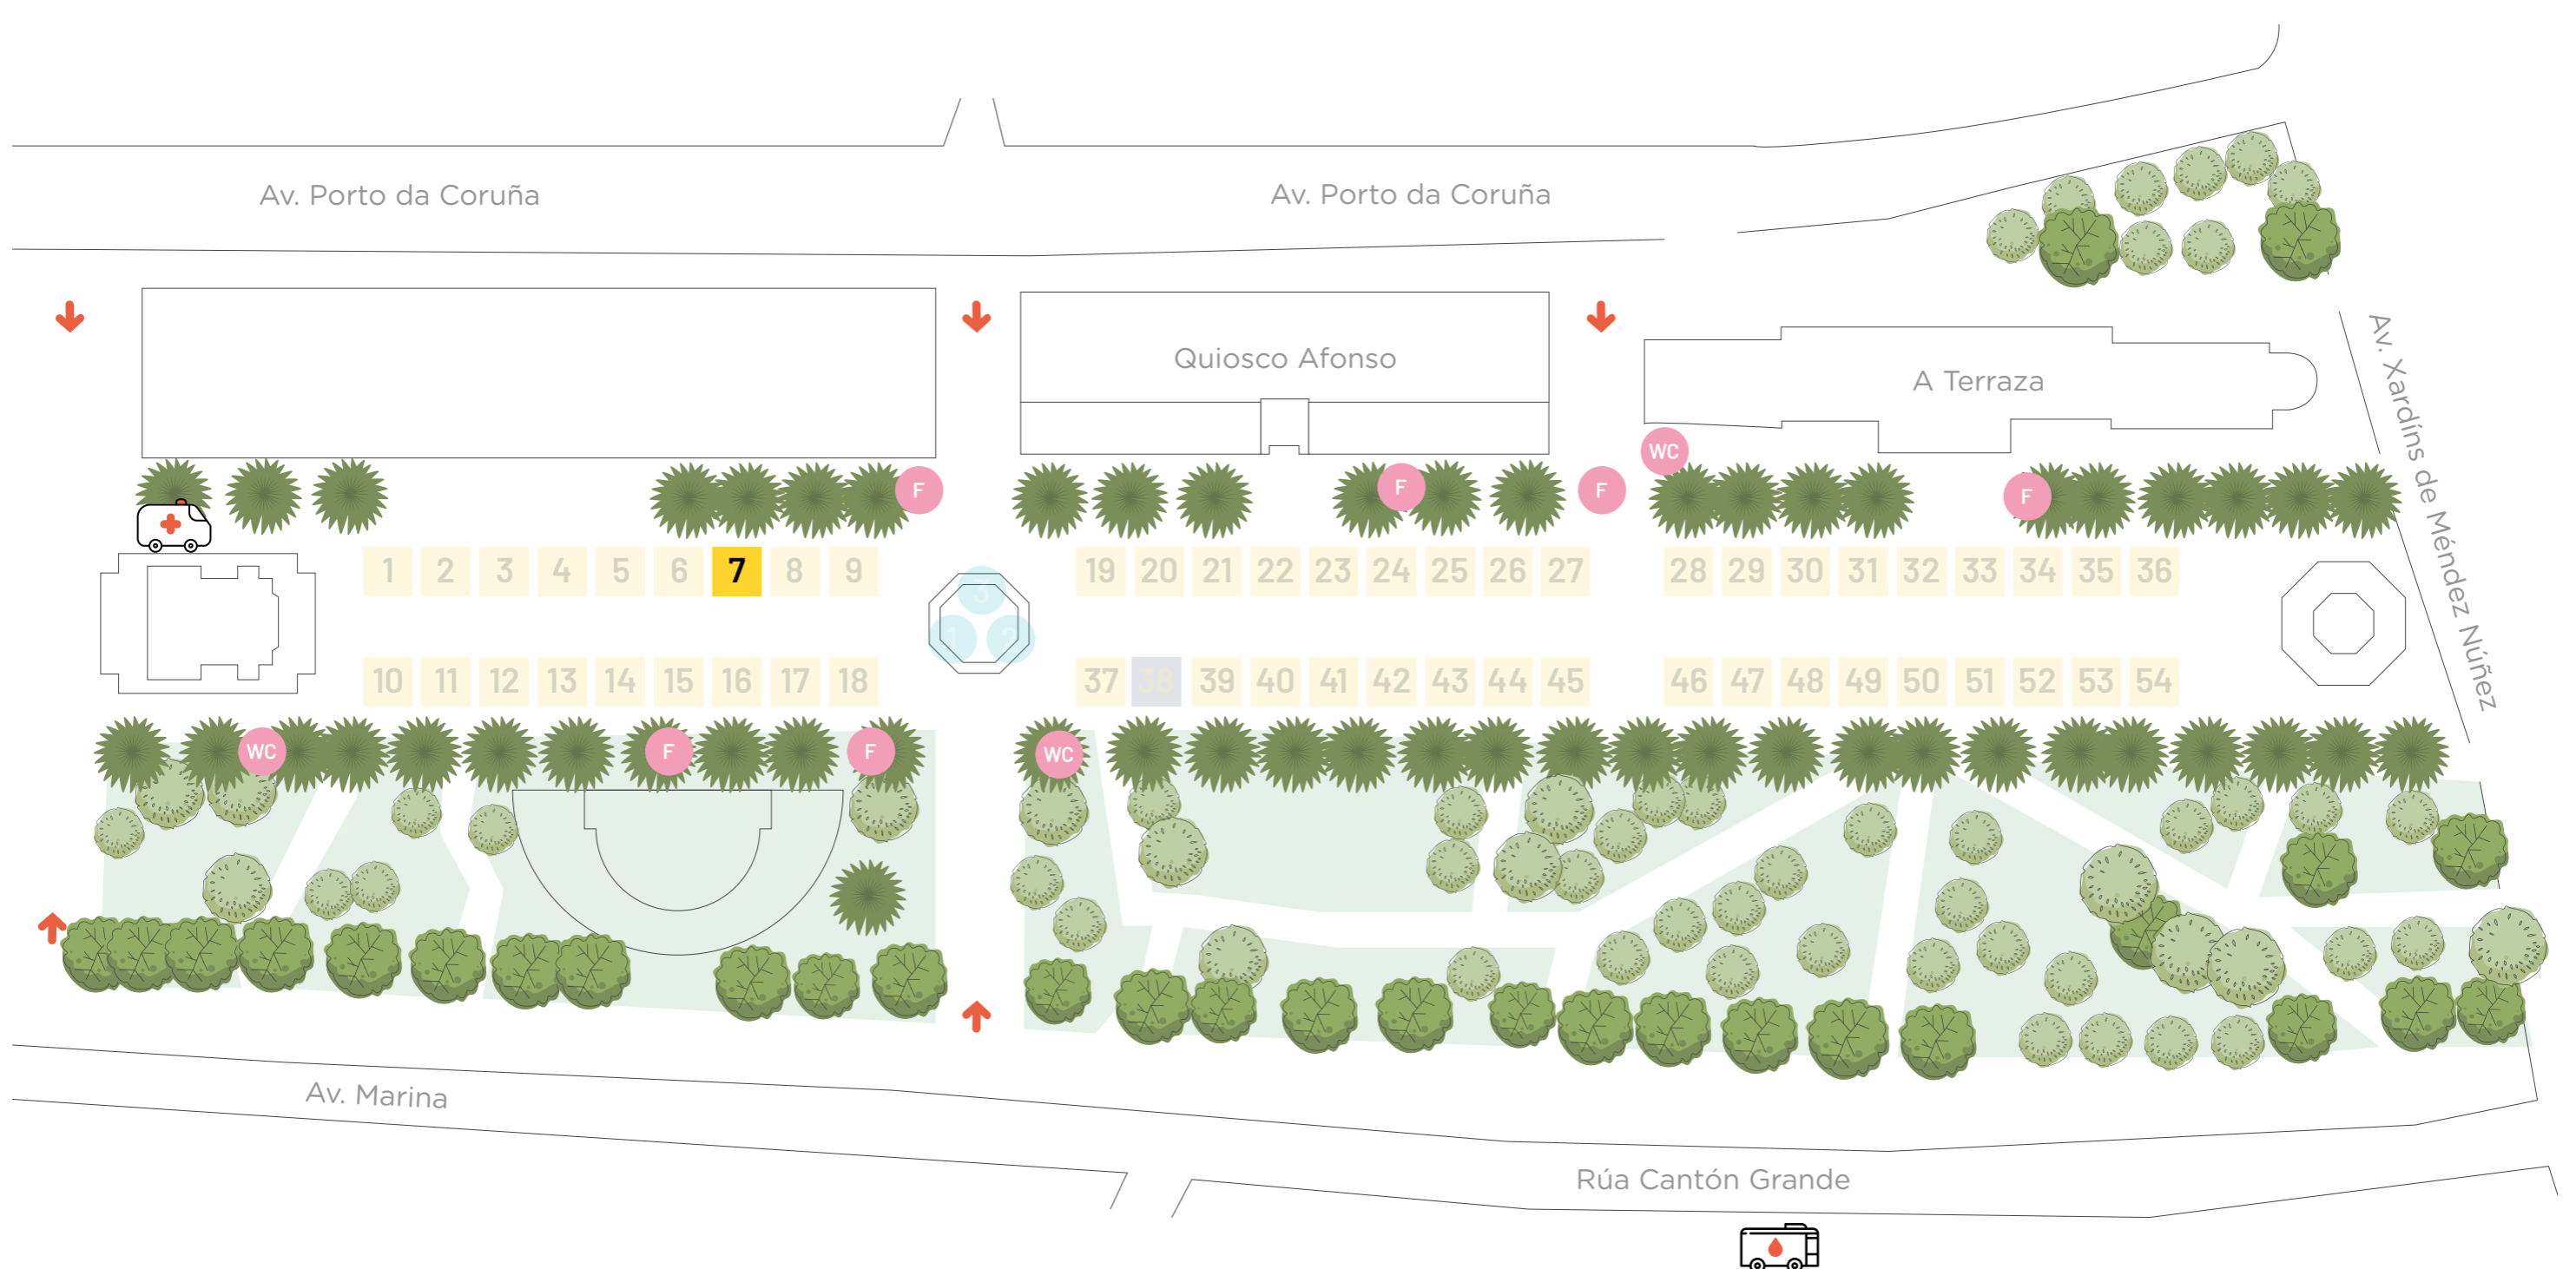 Av. Porto da Coruña
Av. Porto da Coruña
Quiosco Afonso
A Terraza
Av. Xardíns de Méndez Núñez
WC
F
F
F
F
1 2 3 4 5 6 7 8 9
19 20 21 22 23 24 25 26 27
28 29 30 31 32 33 34 35 36
3
1 2
10 11 12 13 14 15 16 17 18
37 38 39 40 41 42 43 44 45
46 47 48 49 50 51 52 53 54
WC
F
F
WC
Av. Marina
Rúa Cantón Grande